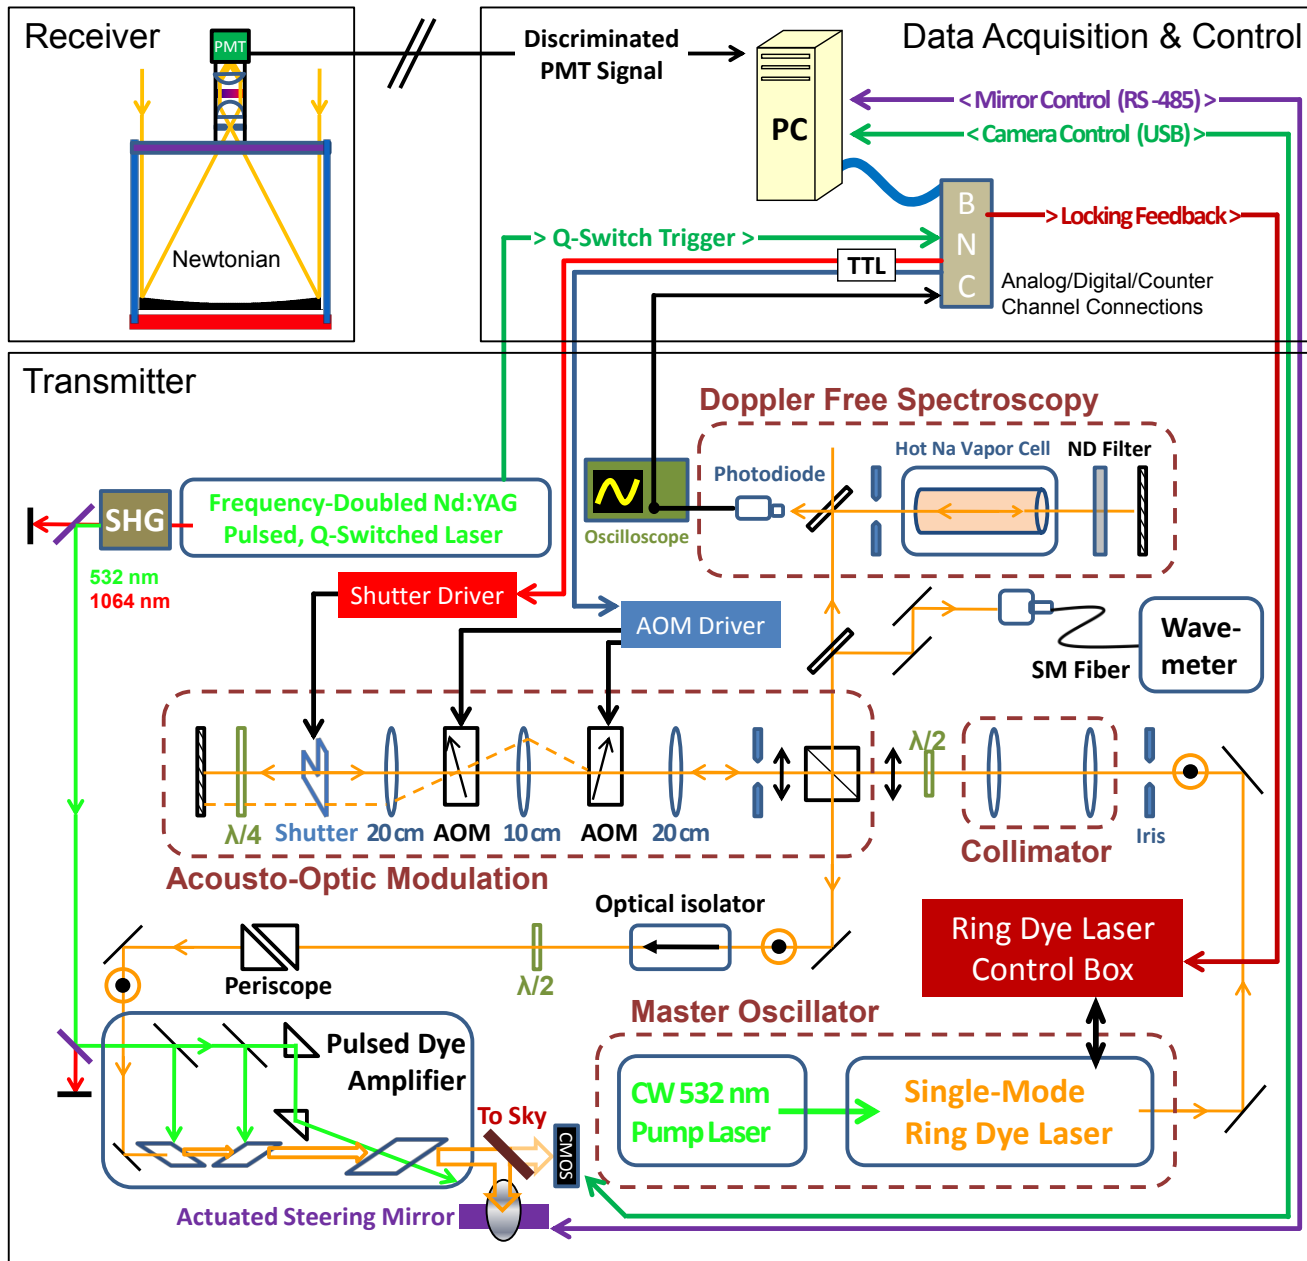 Receiver
PMT
Newtonian
Data Acquisition & Control
Discriminated
PMT Signal
PC
< Mirror Control (RS -485) >
< Camera Control (USB) >
B
N
C
> Locking Feedback >
> Q-Switch Trigger >
TTL
Analog/Digital/Counter
Channel Connections
Transmitter
Doppler Free Spectroscopy
Hot Na Vapor Cell
ND Filter
Photodiode
Oscilloscope
SHG
Frequency-Doubled Nd:YAG
Pulsed, Q-Switched Laser
532 nm
1064 nm
Shutter Driver
AOM Driver
SM Fiber
Wave-
meter
λ/4
Shutter
20 cm
AOM
10 cm
AOM
20 cm
λ/2
Iris
Acousto-Optic Modulation
Collimator
Optical isolator
Periscope
λ/2
Ring Dye Laser
Control Box
Master Oscillator
Pulsed Dye
Amplifier
CW 532 nm
Pump Laser
Single-Mode
Ring Dye Laser
To Sky
CMOS
Actuated Steering Mirror